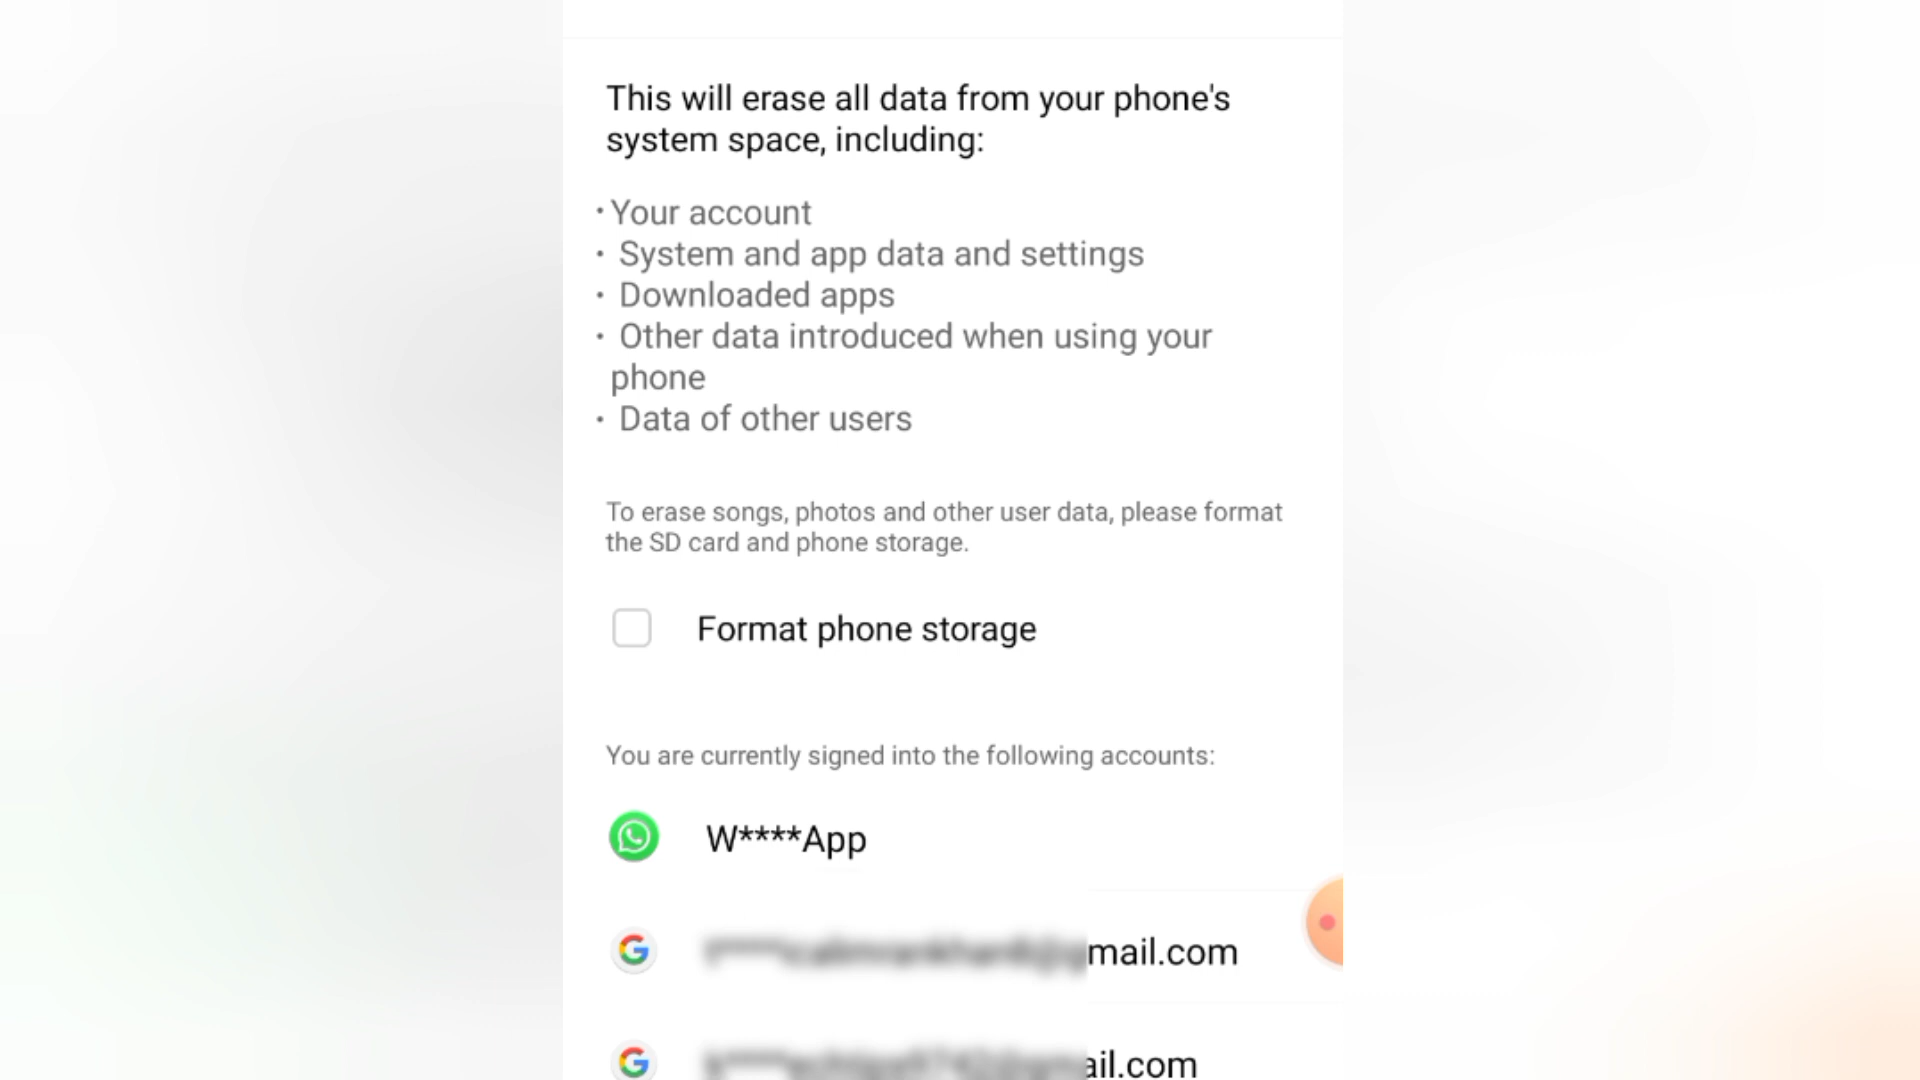 This will erase all data from your phone's
system space, including:
· Your account
· System and app data and settings
· Downloaded apps
· Other data introduced when using your
phone
· Data of other users
To erase songs, photos and other user data, please format
the SD card and phone storage.
Format phone storage
You are currently signed into the following accounts:
W****App
mail.com
ail.com